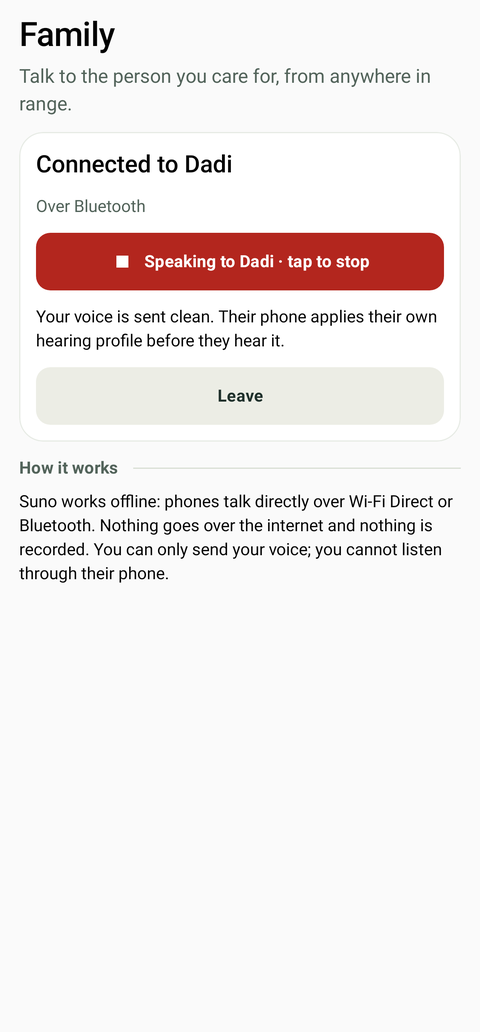 Family
Talk to the person you care for, from anywhere in
range.
Connected to Dadi
Over Bluetooth
Speaking to Dadi · tap to stop
Your voice is sent clean. Their phone applies their own
hearing profile before they hear it.
Leave
How it works
Suno works offline: phones talk directly over Wi-Fi Direct or
Bluetooth. Nothing goes over the internet and nothing is
recorded. You can only send your voice; you cannot listen
through their phone.